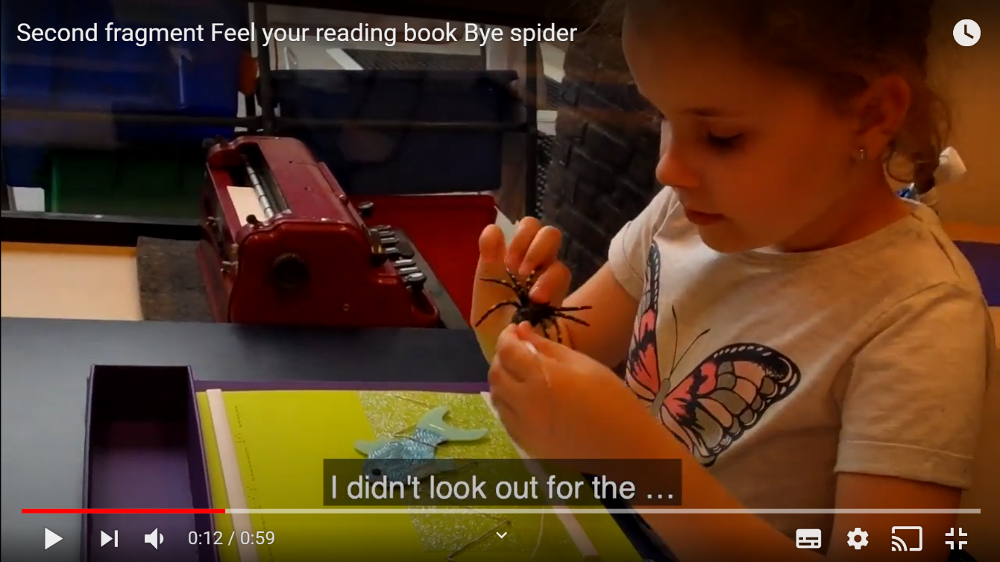 Second fragment Feel your reading book Bye spider
I didn't look out for the ...
0:12 / 0:59